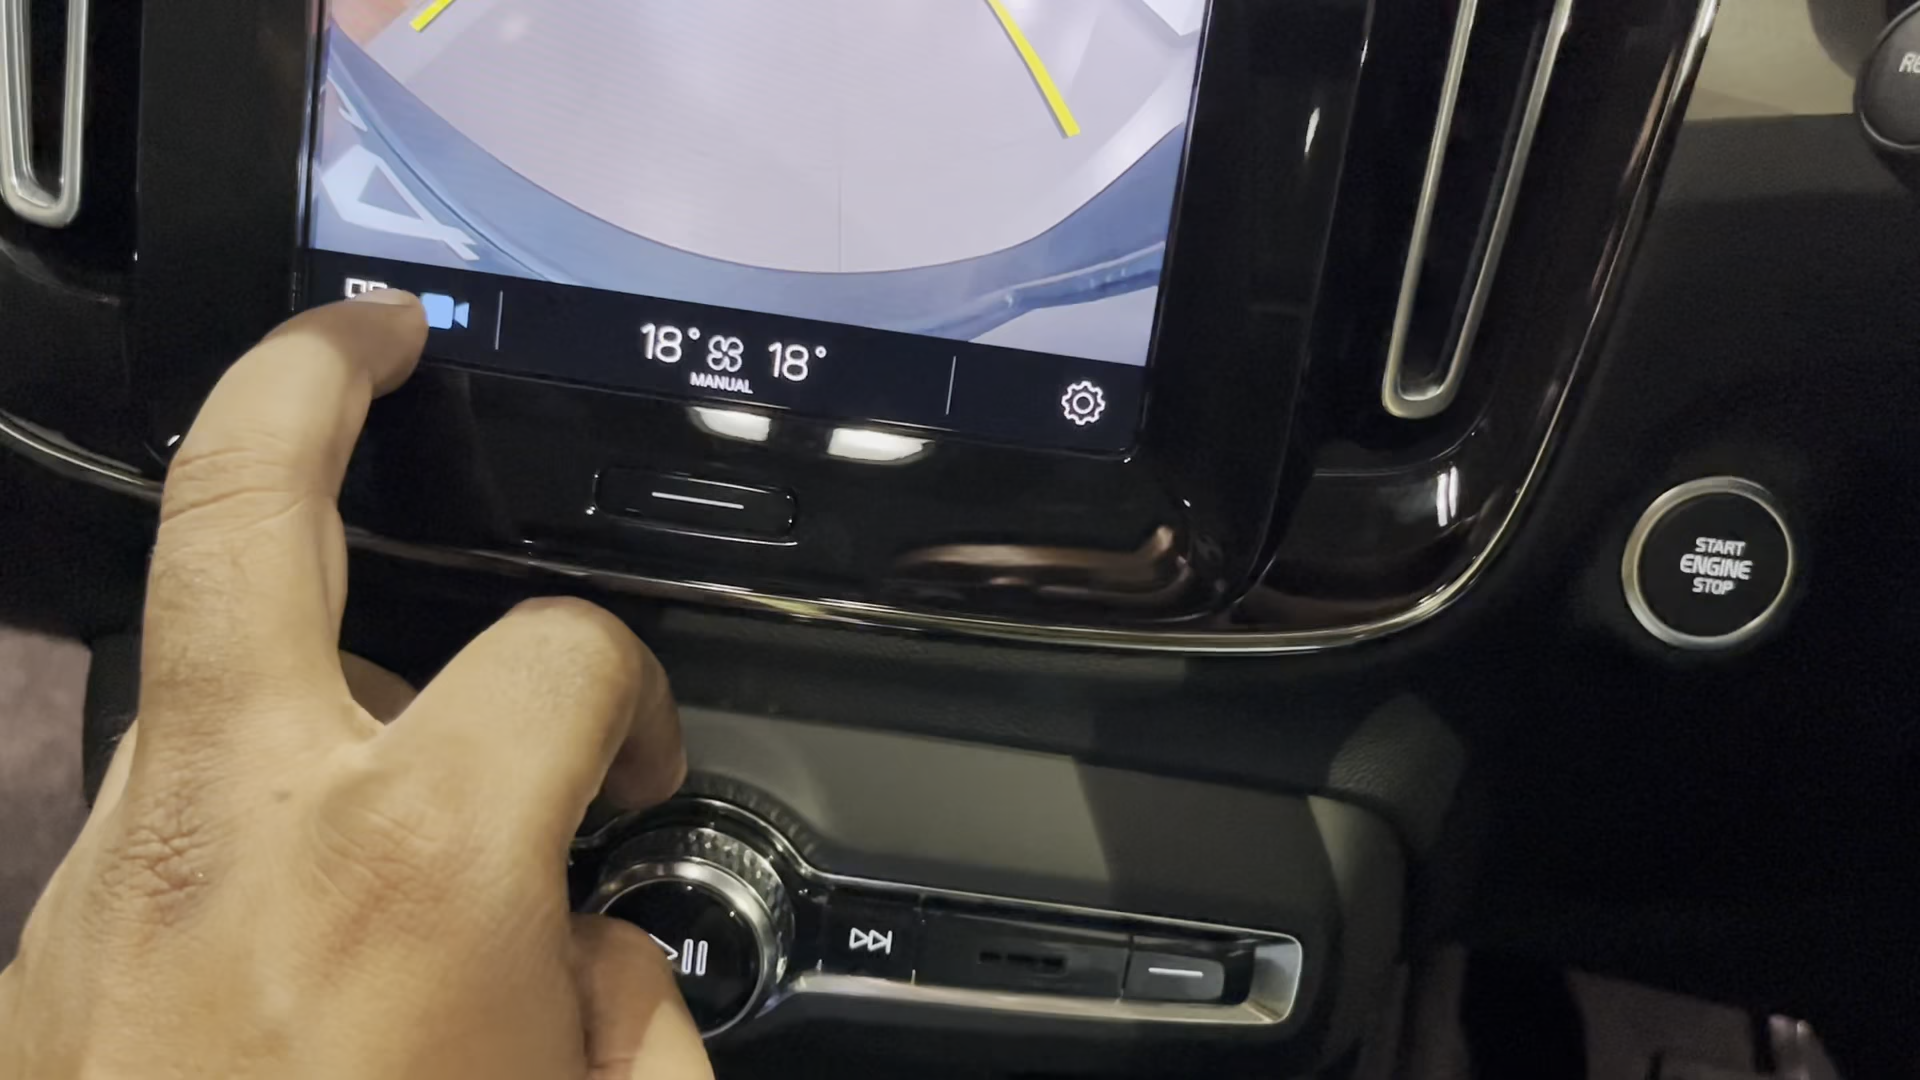 18° 18°
MANUAL
START
ENGINE
STOP